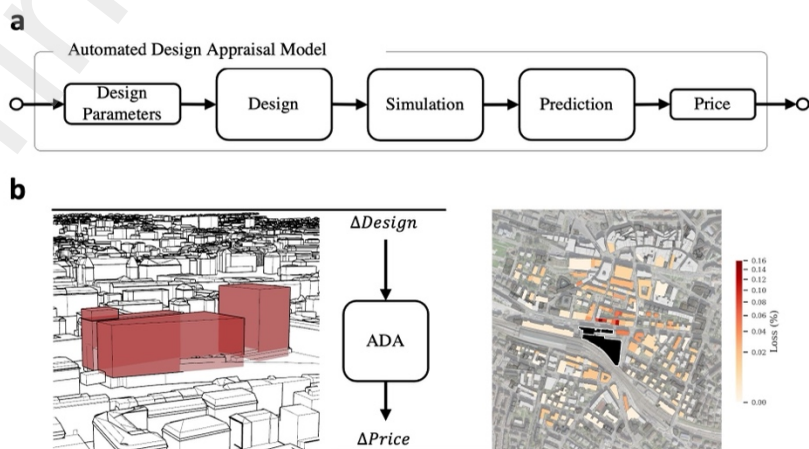 a
Automated Design Appraisal Model
Design
Parameters
Design
Simulation
Prediction
Price
b
ΔDesign
ADA
ΔPrice
0.16
0.14
0.12
0.10
0.08
0.06
0.04
0.02
0.00
Loss (%)